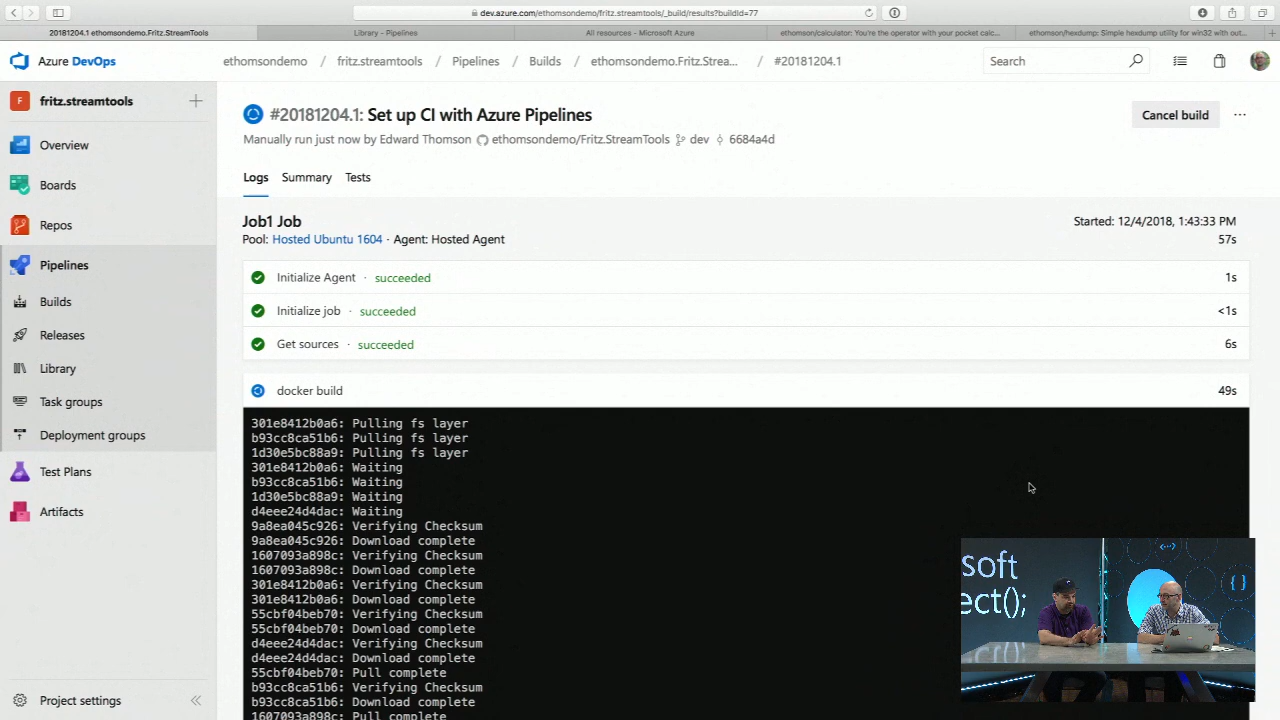 dev.azure.com/ethomsondemo/fritz.streamtools/_build/results?buildId=77
20181204.1 ethomsondemo.Fritz.StreamTools
Library - Pipelines
All resources - Microsoft Azure
ethomson/calculator: You're the operator with your pocket calc...
ethomson/hexdump: Simple hexdump utility for win32 with out...
Azure DevOps
ethomsondemo / fritz.streamtools / Pipelines / Builds / ethomsondemo.Fritz.Strea... / #20181204.1
Search
F fritz.streamtools
Overview
Boards
Repos
Pipelines
Builds
Releases
Library
Task groups
Deployment groups
Test Plans
Artifacts
Project settings
#20181204.1: Set up CI with Azure Pipelines
Cancel build
Manually run just now by Edward Thomson ethomsondemo/Fritz.StreamTools dev 6684a4d
Logs Summary Tests
Job1 Job
Started: 12/4/2018, 1:43:33 PM
Pool: Hosted Ubuntu 1604 · Agent: Hosted Agent
57s
Initialize Agent · succeeded 1s
Initialize job · succeeded <1s
Get sources · succeeded 6s
docker build 49s
301e8412b0a6: Pulling fs layer
b93cc8ca51b6: Pulling fs layer
1d30e5bc88a9: Pulling fs layer
301e8412b0a6: Waiting
b93cc8ca51b6: Waiting
1d30e5bc88a9: Waiting
d4eee24d4dac: Waiting
9a8ea045c926: Verifying Checksum
9a8ea045c926: Download complete
1607093a898c: Verifying Checksum
1607093a898c: Download complete
301e8412b0a6: Verifying Checksum
301e8412b0a6: Download complete
55cbf04beb70: Verifying Checksum
55cbf04beb70: Download complete
d4eee24d4dac: Verifying Checksum
d4eee24d4dac: Download complete
55cbf04beb70: Pull complete
b93cc8ca51b6: Verifying Checksum
b93cc8ca51b6: Download complete
1607093a898c: Pull complete
soft
ect();
{}